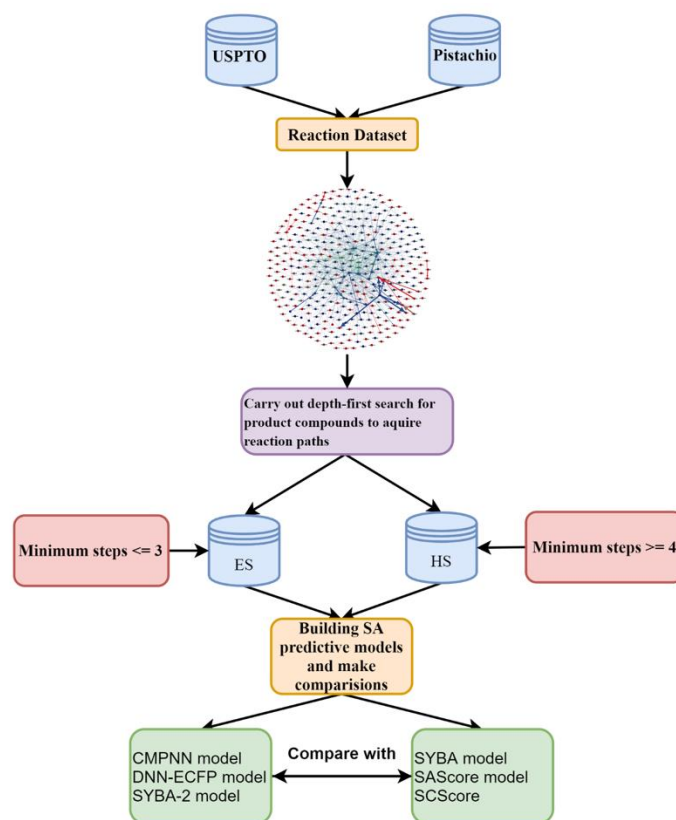 USPTO
Pistachio
Reaction Dataset
Carry out depth-first search for
product compounds to aquire
reaction paths
Minimum steps <= 3
ES
HS
Minimum steps >= 4
Building SA
predictive models
and make
comparisions
CMPNN model
DNN-ECFP model
SYBA-2 model
Compare with
SYBA model
SAScore model
SCScore